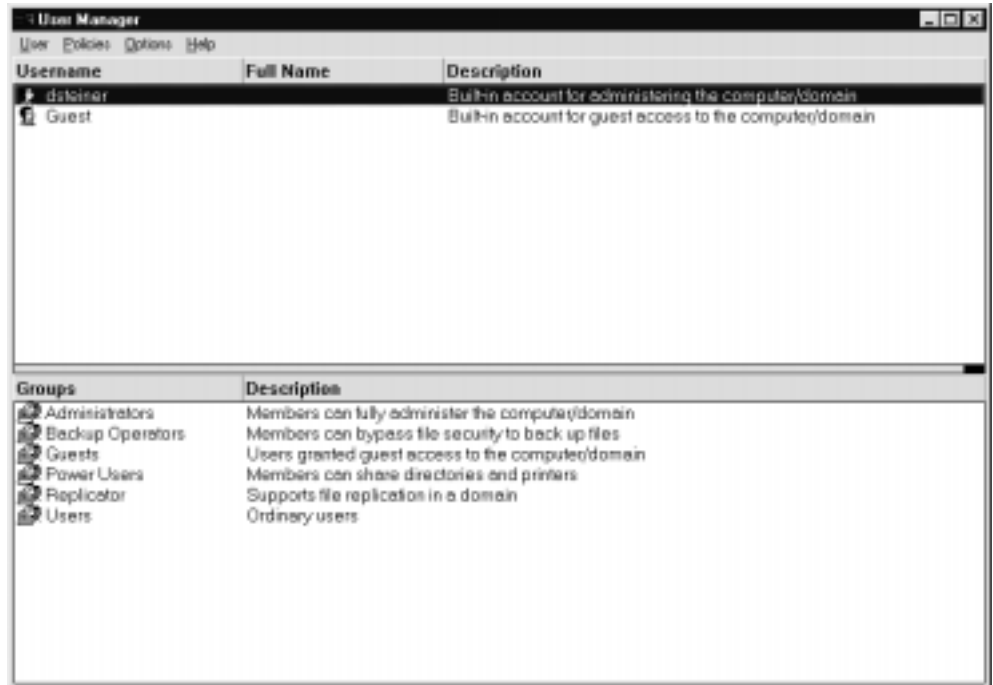 User Manager
User Policies Options Help
Username Full Name Description
dsteiner Built-in account for administering the computer/domain
Guest Built-in account for guest access to the computer/domain
Groups Description
Administrators Members can fully administer the computer/domain
Backup Operators Members can bypass file security to back up files
Guests Users granted guest access to the computer/domain
Power Users Members can share directories and printers
Replicator Supports file replication in a domain
Users Ordinary users